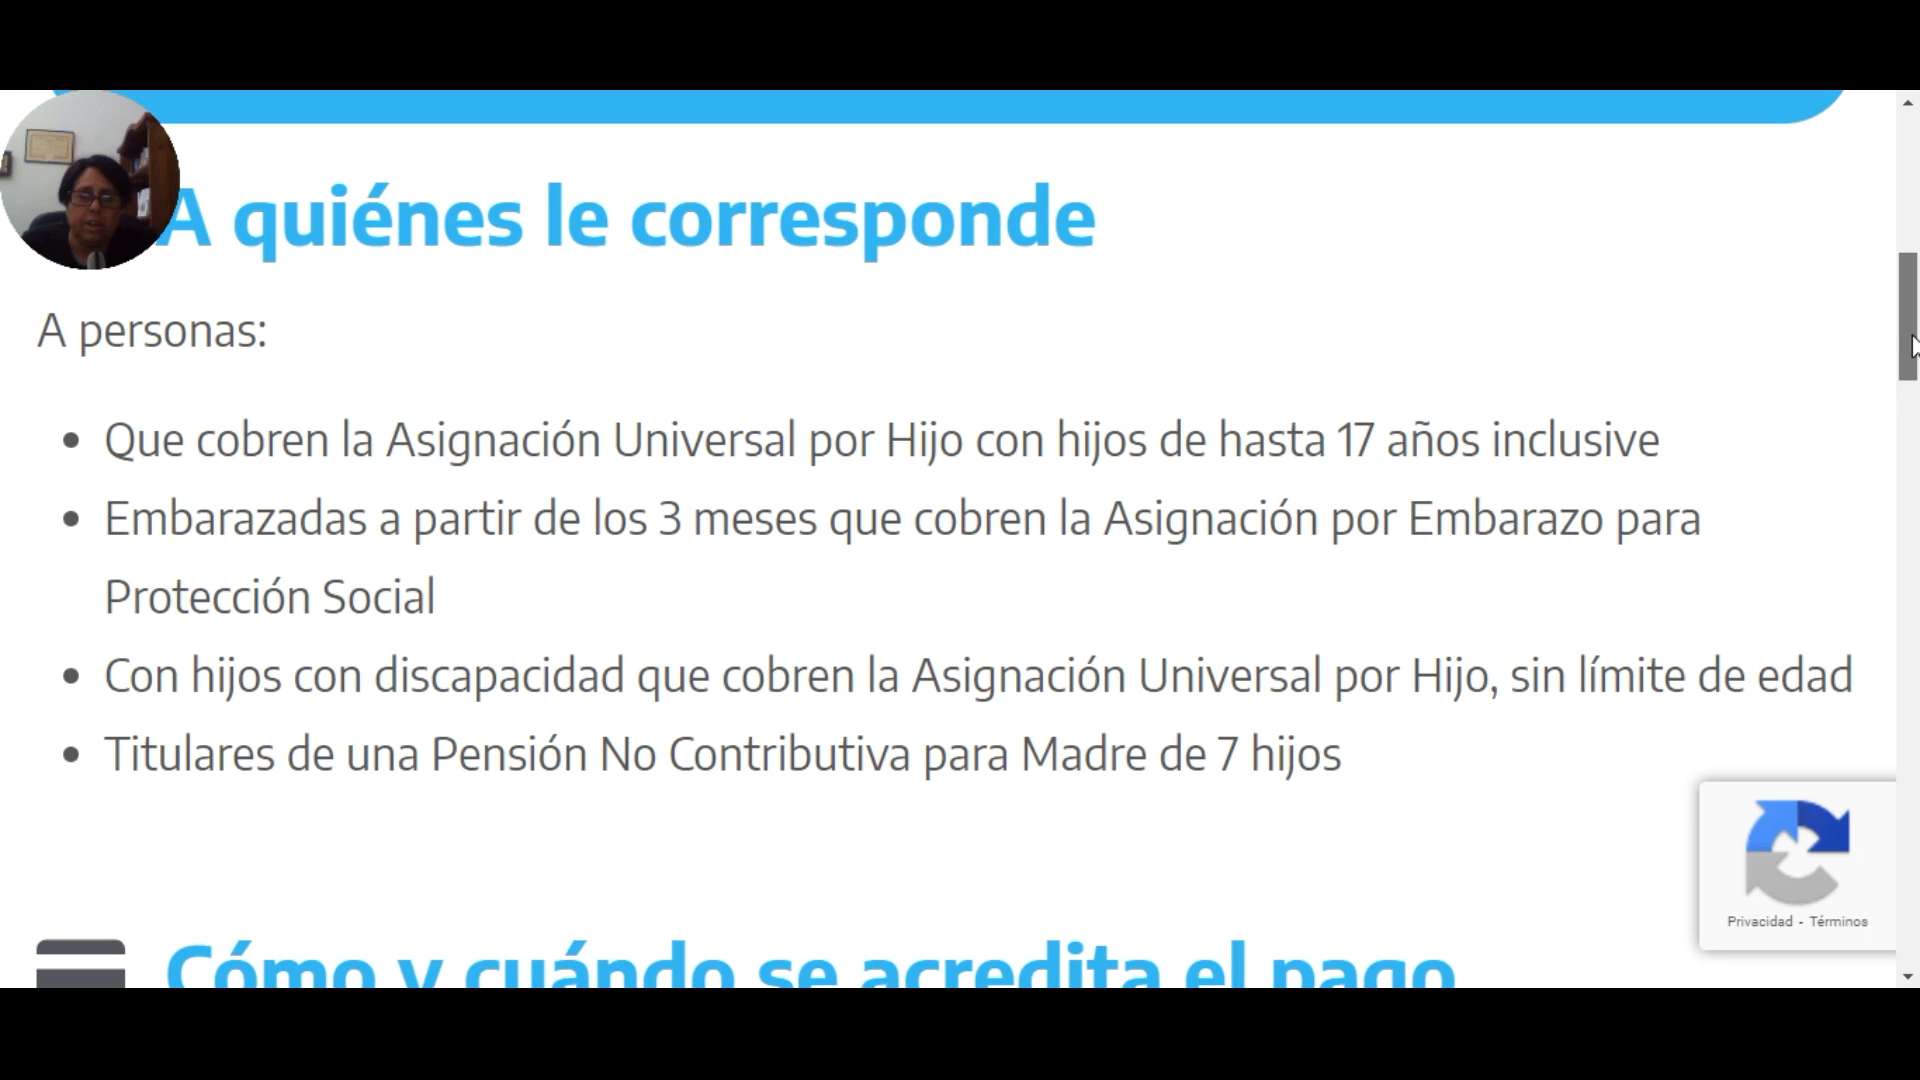 A quiénes le corresponde
A personas:
Que cobren la Asignación Universal por Hijo con hijos de hasta 17 años inclusive
Embarazadas a partir de los 3 meses que cobren la Asignación por Embarazo para
Protección Social
Con hijos con discapacidad que cobren la Asignación Universal por Hijo, sin límite de edad
Titulares de una Pensión No Contributiva para Madre de 7 hijos
Privacidad - Términos
Cómo y cuándo se acredita el pago